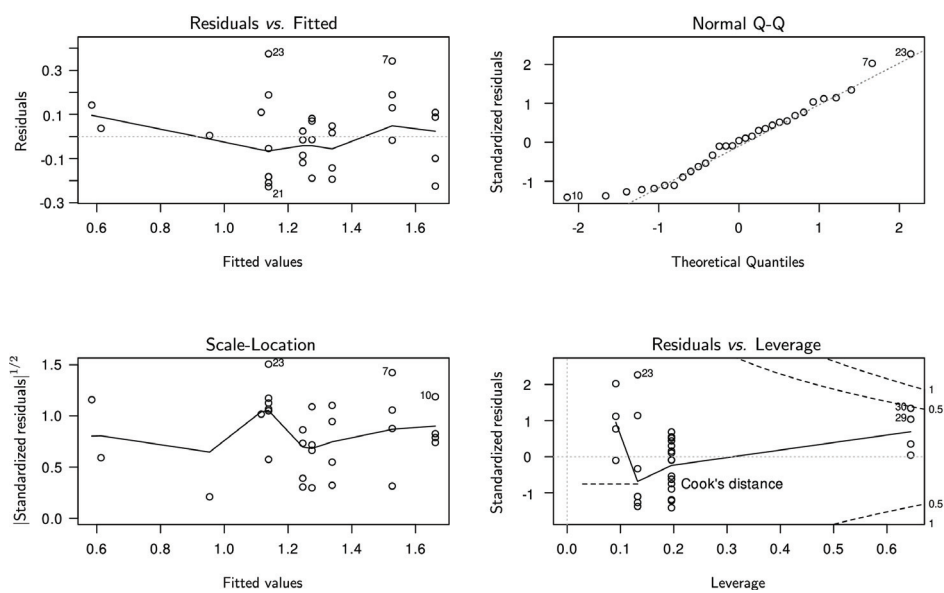 Residuals vs. Fitted
Residuals
0.3
0.1
-0.1
-0.3
23
7
21
0.6 0.8 1.0 1.2 1.4 1.6
Fitted values
Normal Q-Q
Standardized residuals
2
1
0
-1
23
7
10
-2 -1 0 1 2
Theoretical Quantiles
Scale-Location
|Standardized residuals|^{1/2}
1.5
1.0
0.5
0.0
23
7
10
0.6 0.8 1.0 1.2 1.4 1.6
Fitted values
Residuals vs. Leverage
Standardized residuals
2
1
0
-1
23
30
29
1
0.5
0.5
1
Cook's distance
0.0 0.1 0.2 0.3 0.4 0.5 0.6
Leverage